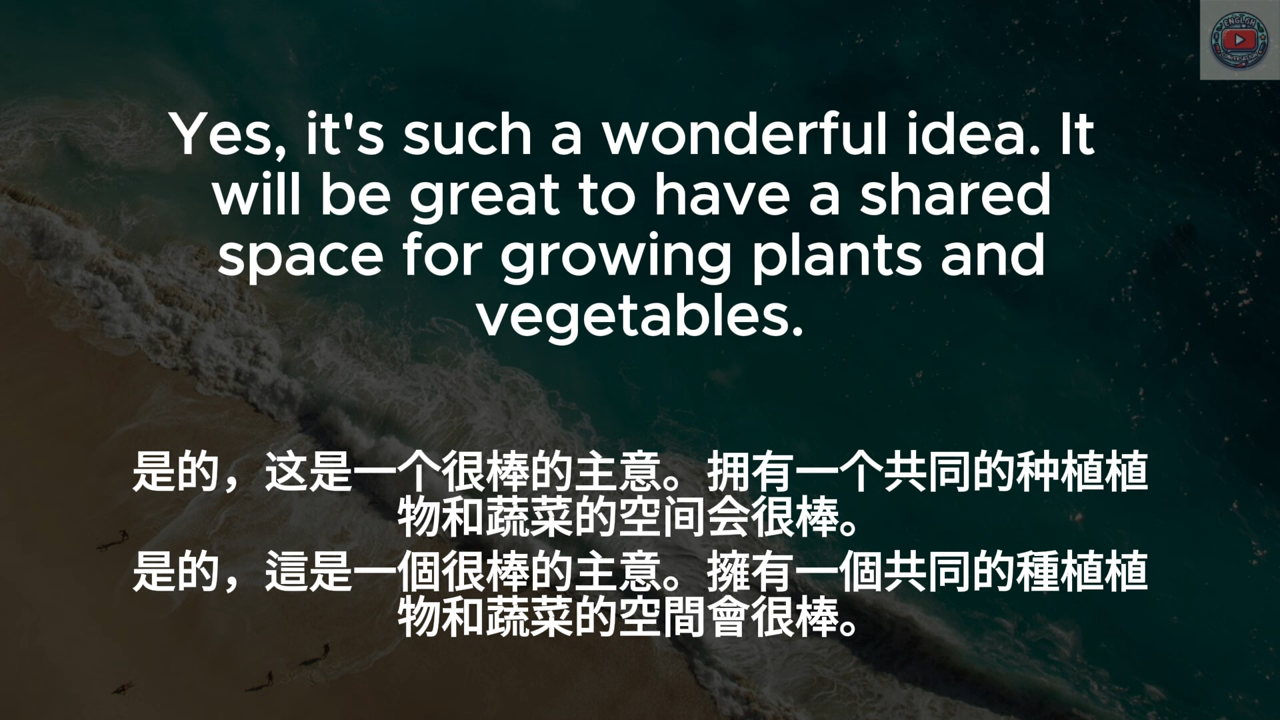 Yes, it's such a wonderful idea. It
will be great to have a shared
space for growing plants and
vegetables.
是的，这是一个很棒的主意。拥有一个共同的种植植
物和蔬菜的空间会很棒。
是的，這是一個很棒的主意。擁有一個共同的種植植
物和蔬菜的空間會很棒。